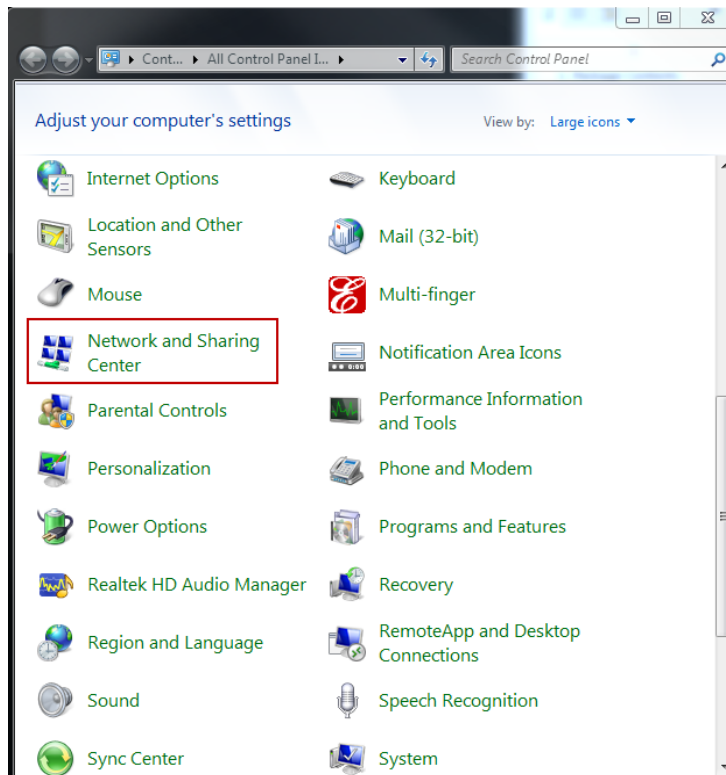 Cont... All Control Panel I... Search Control Panel
Adjust your computer's settings View by: Large icons
Internet Options Keyboard
Location and Other
Sensors
Mail (32-bit)
Mouse Multi-finger
Network and Sharing
Center
Notification Area Icons
Parental Controls
Performance Information
and Tools
Personalization Phone and Modem
Power Options Programs and Features
Realtek HD Audio Manager Recovery
Region and Language
RemoteApp and Desktop
Connections
Sound Speech Recognition
Sync Center System